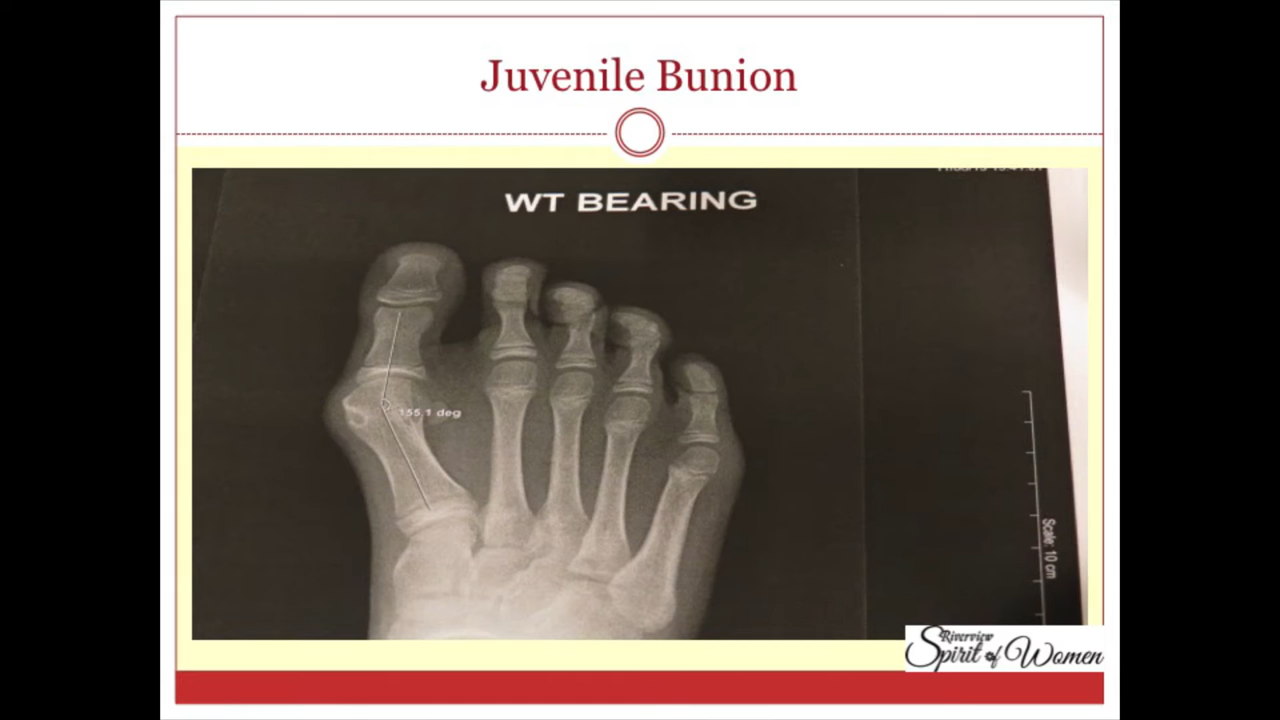 Juvenile Bunion
WT BEARING
155.1 deg
Scale: 10 cm
Riverview
Spirit of Women